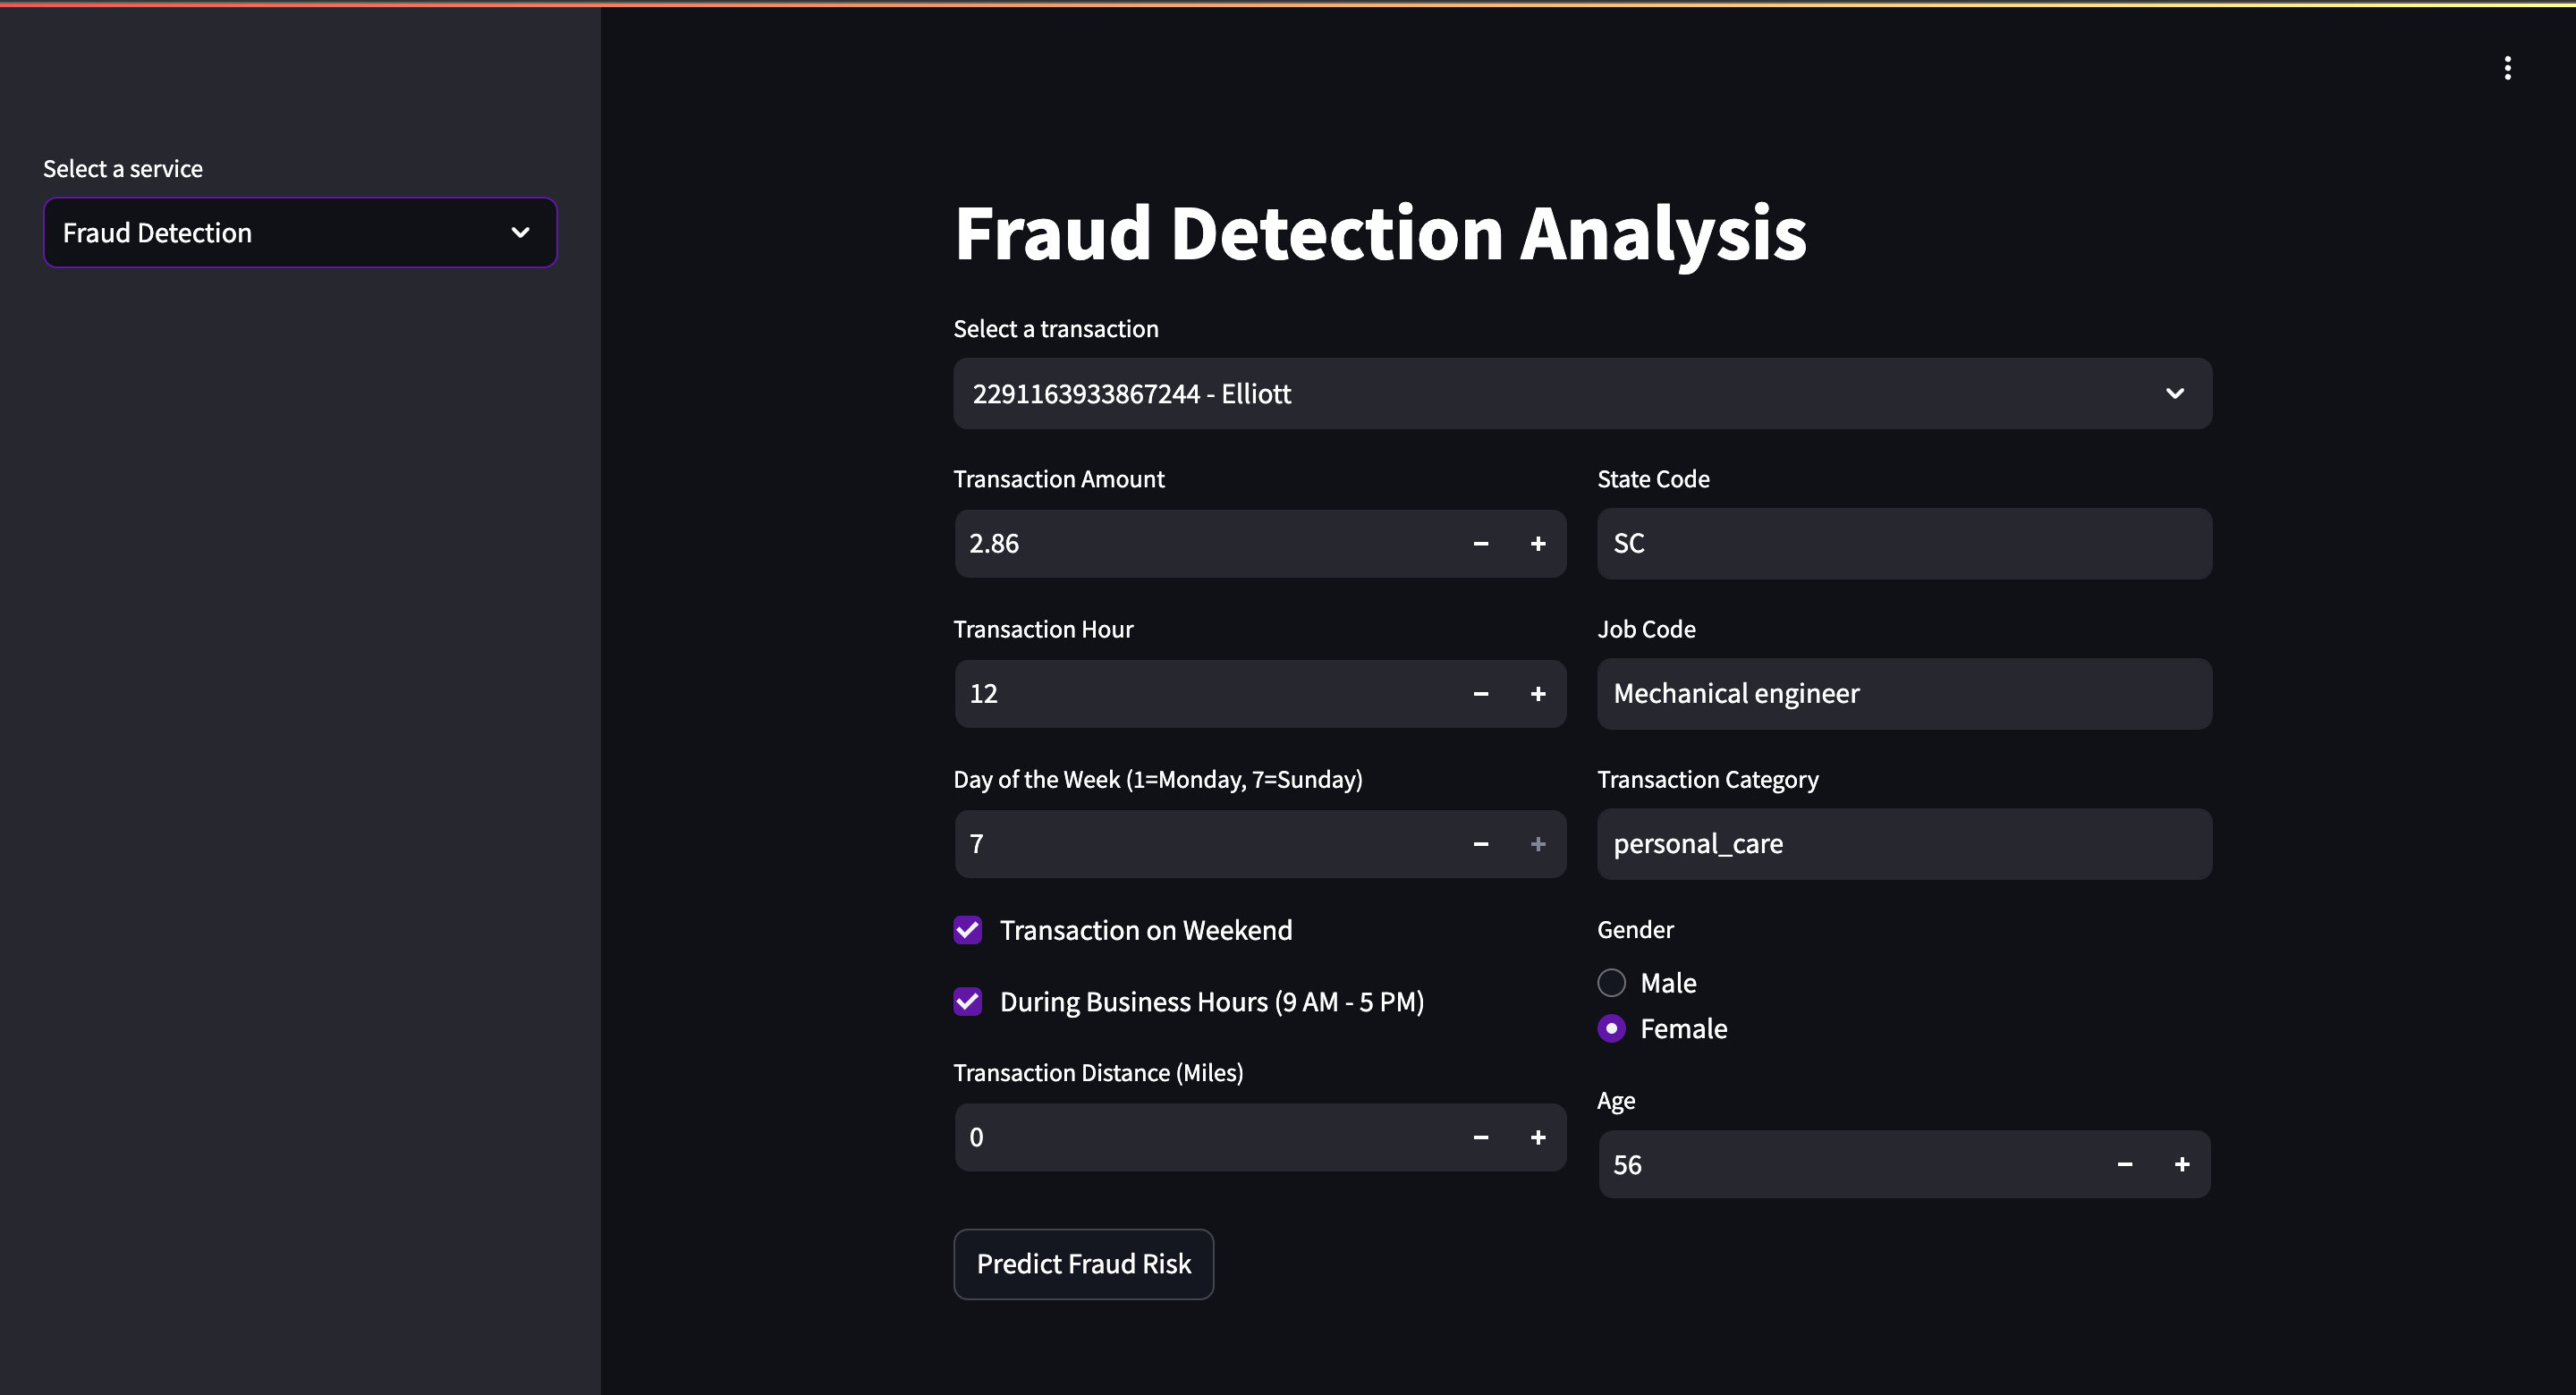 Select a service
Fraud Detection
Fraud Detection Analysis
Select a transaction
2291163933867244 - Elliott
Transaction Amount
2.86
State Code
SC
Transaction Hour
12
Job Code
Mechanical engineer
Day of the Week (1=Monday, 7=Sunday)
7
Transaction Category
personal_care
Transaction on Weekend
During Business Hours (9 AM - 5 PM)
Gender
Male
Female
Transaction Distance (Miles)
0
Age
56
Predict Fraud Risk